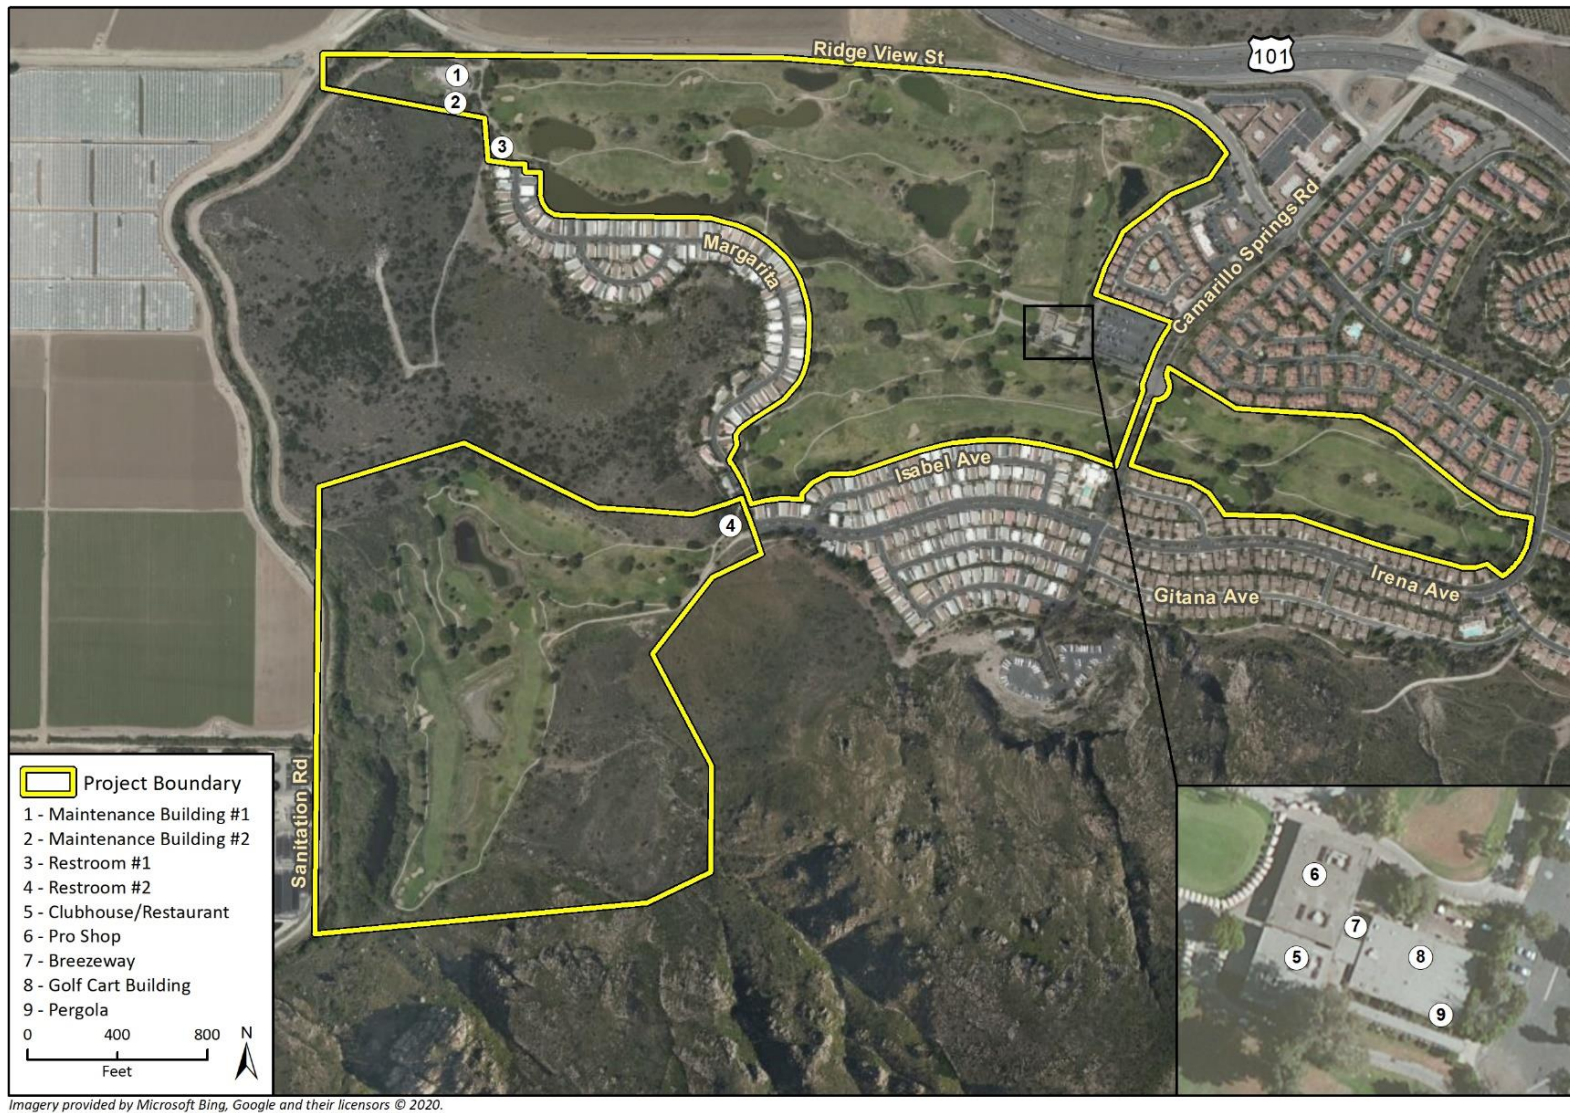 Ridge View St
101
1
2
3
Margarita
Camarillo Springs Rd
Isabel Ave
4
Irena Ave
Gitana Ave
Sanitation Rd
Project Boundary
1 - Maintenance Building #1
2 - Maintenance Building #2
3 - Restroom #1
4 - Restroom #2
5 - Clubhouse/Restaurant
6 - Pro Shop
7 - Breezeway
8 - Golf Cart Building
9 - Pergola
0 400 800
Feet
N
6
7
5
8
9
Imagery provided by Microsoft Bing, Google and their licensors © 2020.